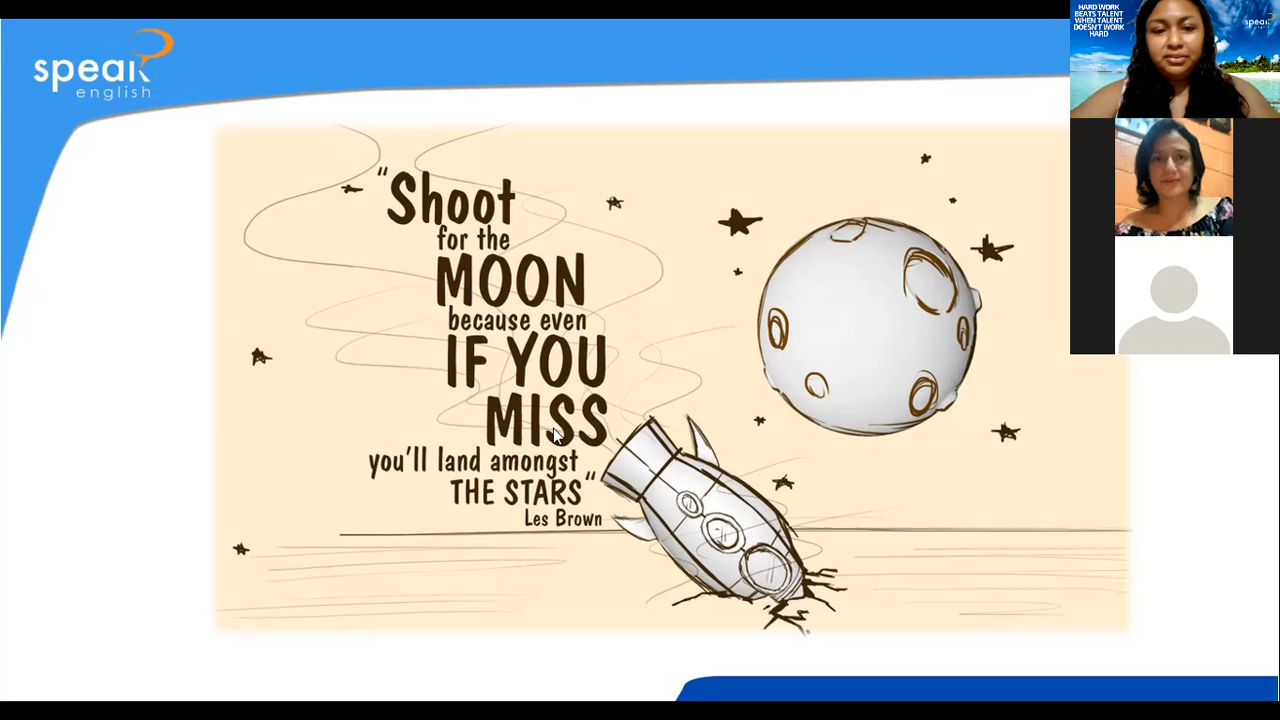 speak
english
"Shoot
for the
MOON
because even
IF YOU
MISS
you'll land amongst
THE STARS"
Les Brown
HARD WORK
BEATS TALENT
WHEN TALENT
DOESN'T WORK
HARD
speak